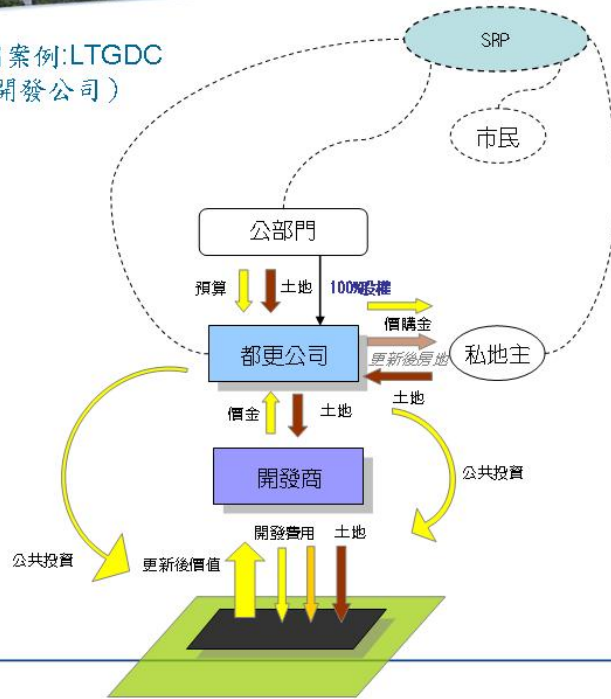 案例:LTGDC
開發公司）
SRP
市民
公部門
預算
土地
100%股權
價購金
都更公司
更新後房地
私地主
土地
價金
土地
開發商
公共投資
開發費用
土地
公共投資
更新後價值